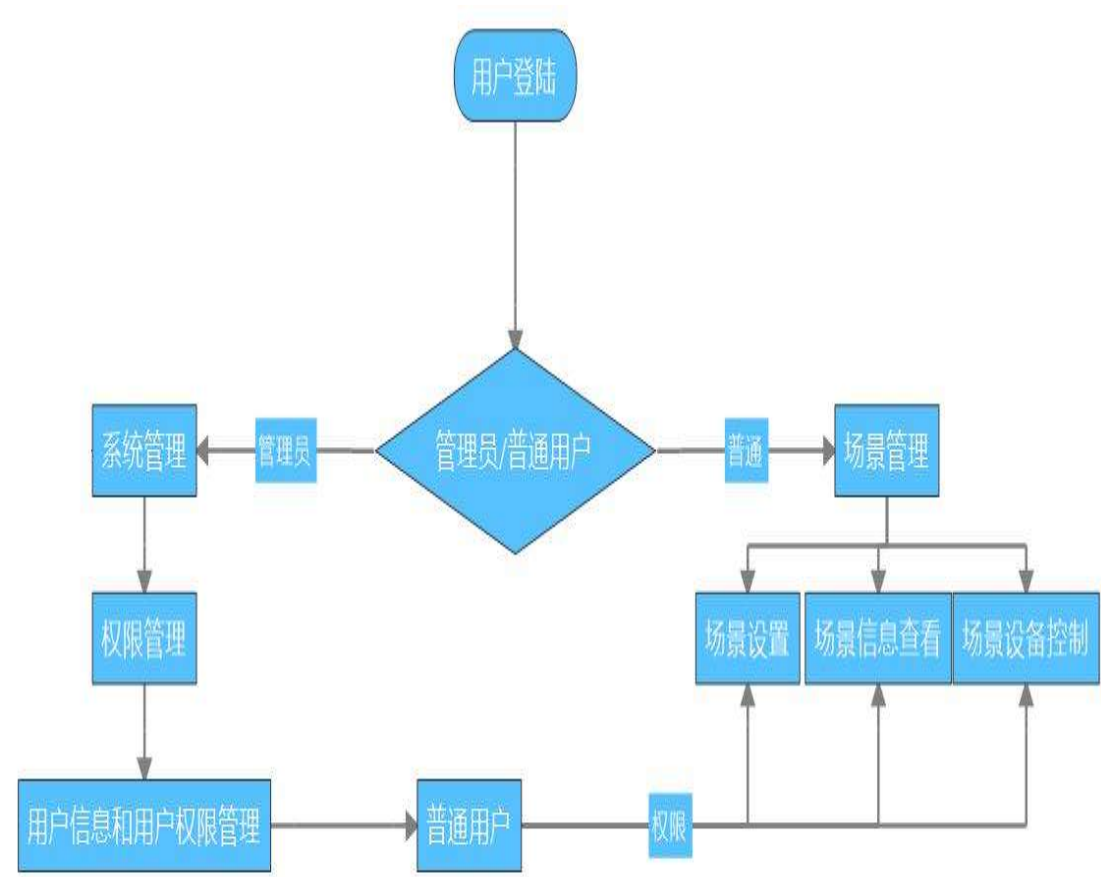 用户登陆
系统管理
管理员
管理员/普通用户
普通
场景管理
权限管理
场景设置
场景信息查看
场景设备控制
用户信息和用户权限管理
普通用户
权限